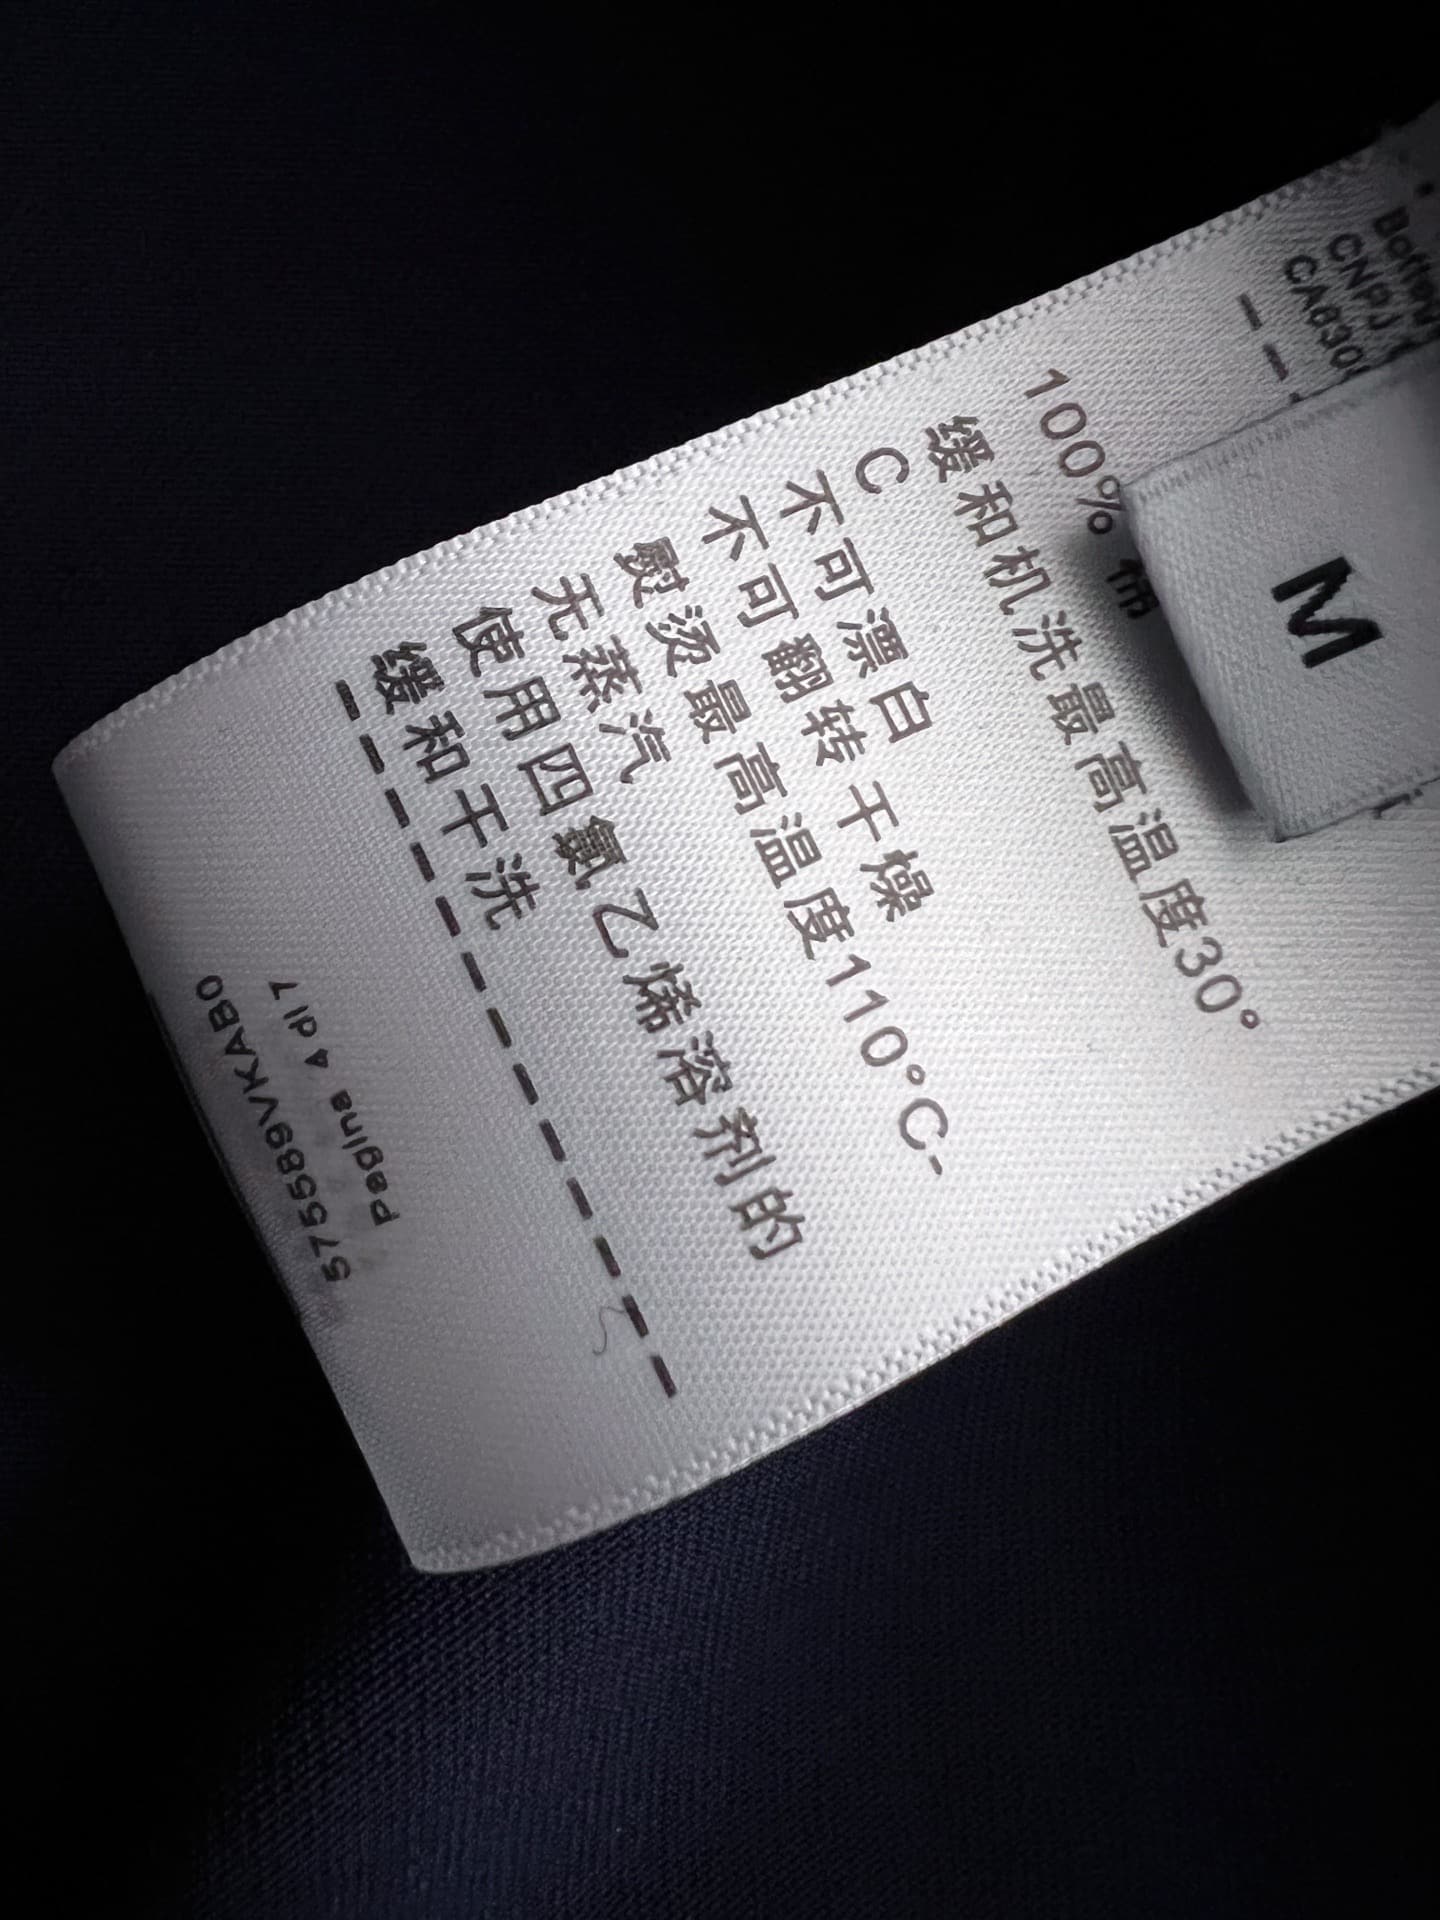 CNPJ
CA630
100% 棉
缓和机洗最高温度30°
C
不可漂白
不可翻转干燥
熨烫最高温度110°C-
无蒸汽
使用四氯乙烯溶剂的
缓和干洗
Pagina 4 di 7
575589VKAB0
M